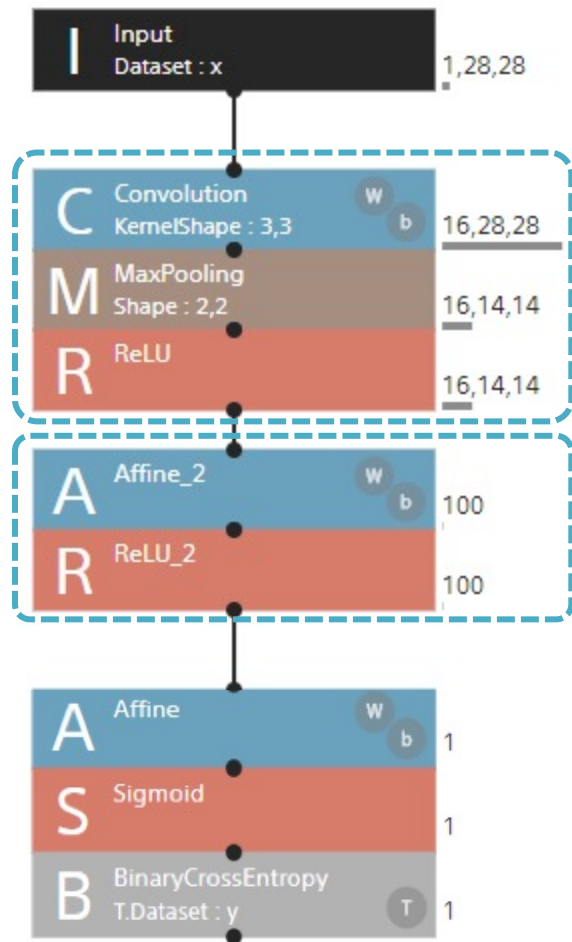 I
Input
Dataset : x
1,28,28
C
Convolution
KernelShape : 3,3
W
b
16,28,28
M
MaxPooling
Shape : 2,2
16,14,14
R
ReLU
16,14,14
A
Affine_2
W
b
100
R
ReLU_2
100
A
Affine
W
b
1
S
Sigmoid
1
B
BinaryCrossEntropy
T.Dataset : y
T
1